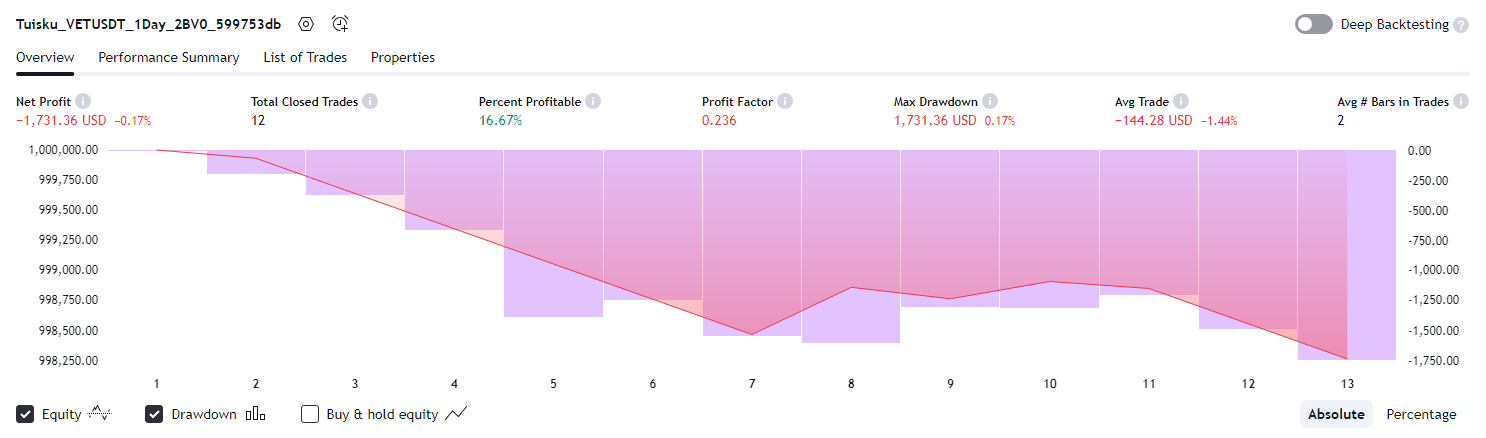 Tuisku_VETUSDT_1Day_2BV0_599753db
Deep Backtesting ?
Overview Performance Summary List of Trades Properties
Net Profit Total Closed Trades Percent Profitable Profit Factor Max Drawdown Avg Trade Avg # Bars in Trades
−1,731.36 USD −0.17% 12 16.67% 0.236 1,731.36 USD 0.17% −144.28 USD −1.44% 2
1,000,000.00 0.00
999,750.00 -250.00
999,500.00 -500.00
999,250.00 -750.00
999,000.00 -1,000.00
998,750.00 -1,250.00
998,500.00 -1,500.00
998,250.00 -1,750.00
1 2 3 4 5 6 7 8 9 10 11 12 13
Equity Drawdown Buy & hold equity Absolute Percentage